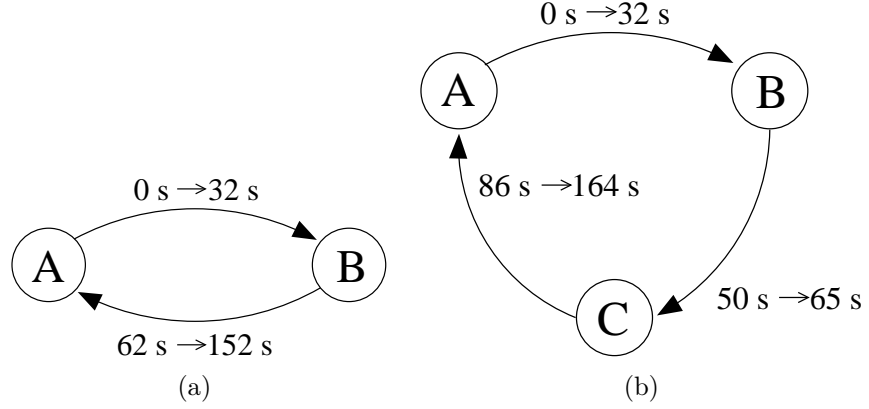 0 s →32 s
A
B
86 s →164 s
C
50 s →65 s
0 s →32 s
A
B
62 s →152 s
(a)
(b)